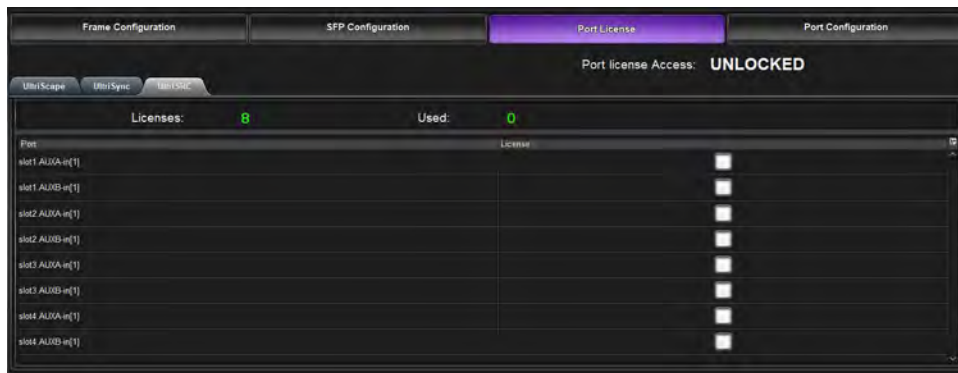 Frame Configuration SFP Configuration Port License Port Configuration
Port license Access: UNLOCKED
UltriScape UltriSync UltriSRC
Licenses: 8 Used: 0
Port License
slot1.AUXA-in[1]
slot1.AUXB-in[1]
slot2.AUXA-in[1]
slot2.AUXB-in[1]
slot3.AUXA-in[1]
slot3.AUXB-in[1]
slot4.AUXA-in[1]
slot4.AUXB-in[1]